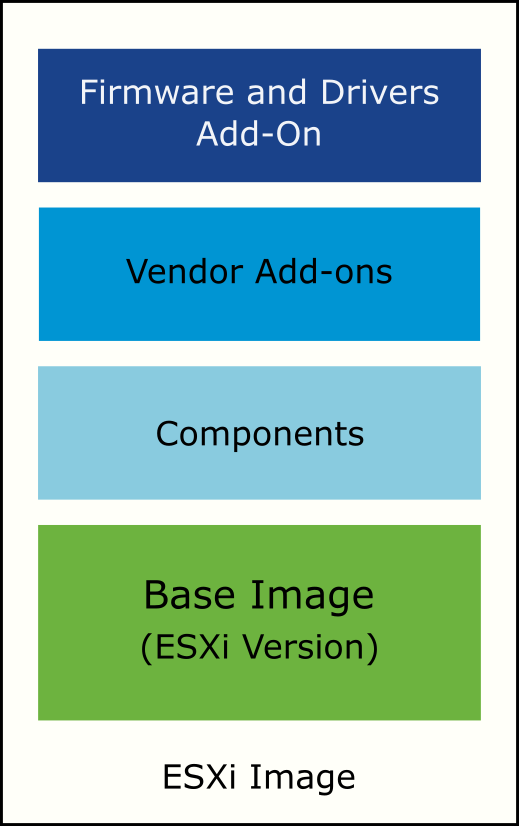 Firmware and Drivers
Add-On
Vendor Add-ons
Components
Base Image
(ESXi Version)
ESXi Image